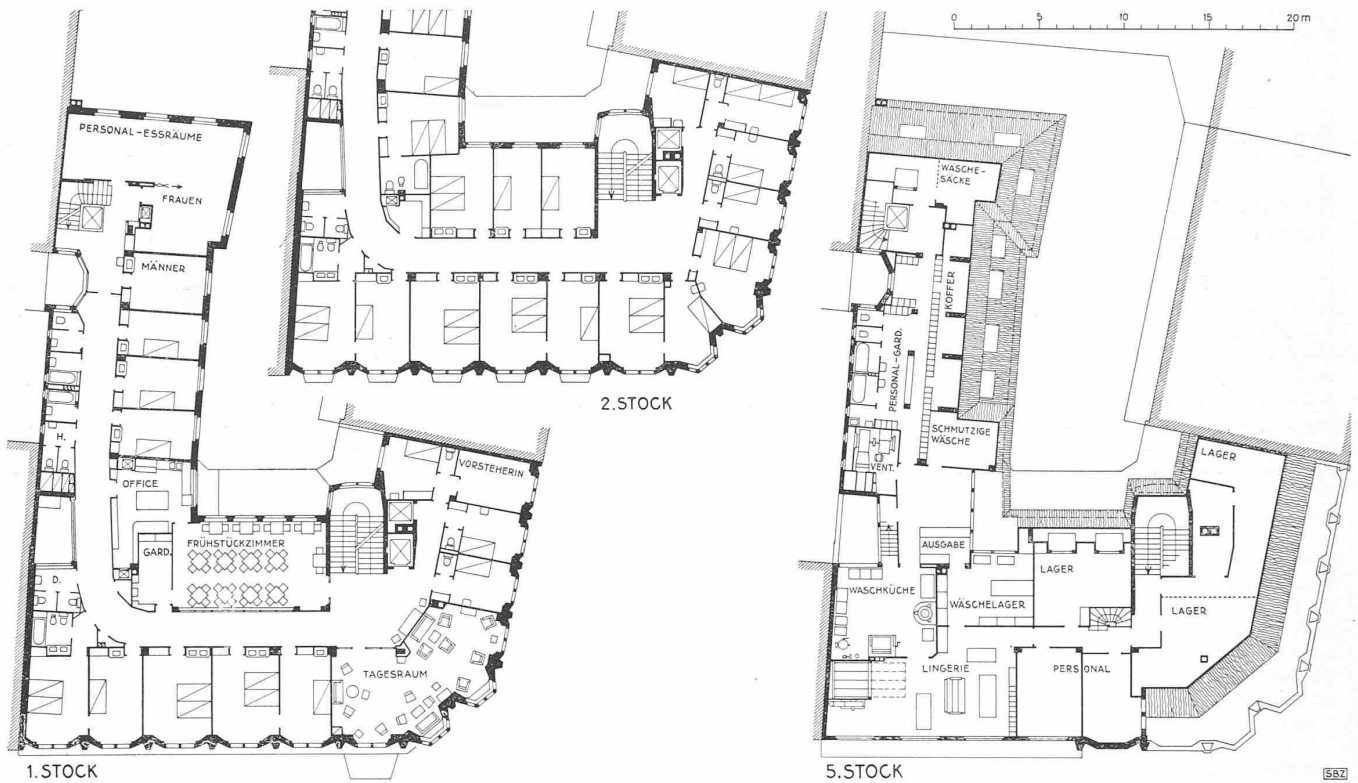 0 5 10 15 20 m
PERSONAL-ESSRÄUME
FRAUEN
MÄNNER
H.
OFFICE
GARD.
FRÜHSTÜCKZIMMER
D.
VORSTEHERIN
TAGESRAUM
1.STOCK
2.STOCK
WÄSCHE-
SÄCKE
KOFFER
PERSONAL-GARD.
SCHMUTZIGE
WÄSCHE
VENT.
LAGER
AUSGABE
LAGER
WASCHKÜCHE
WÄSCHELAGER
LAGER
LINGERIE
PERSONAL
5.STOCK
SBZ